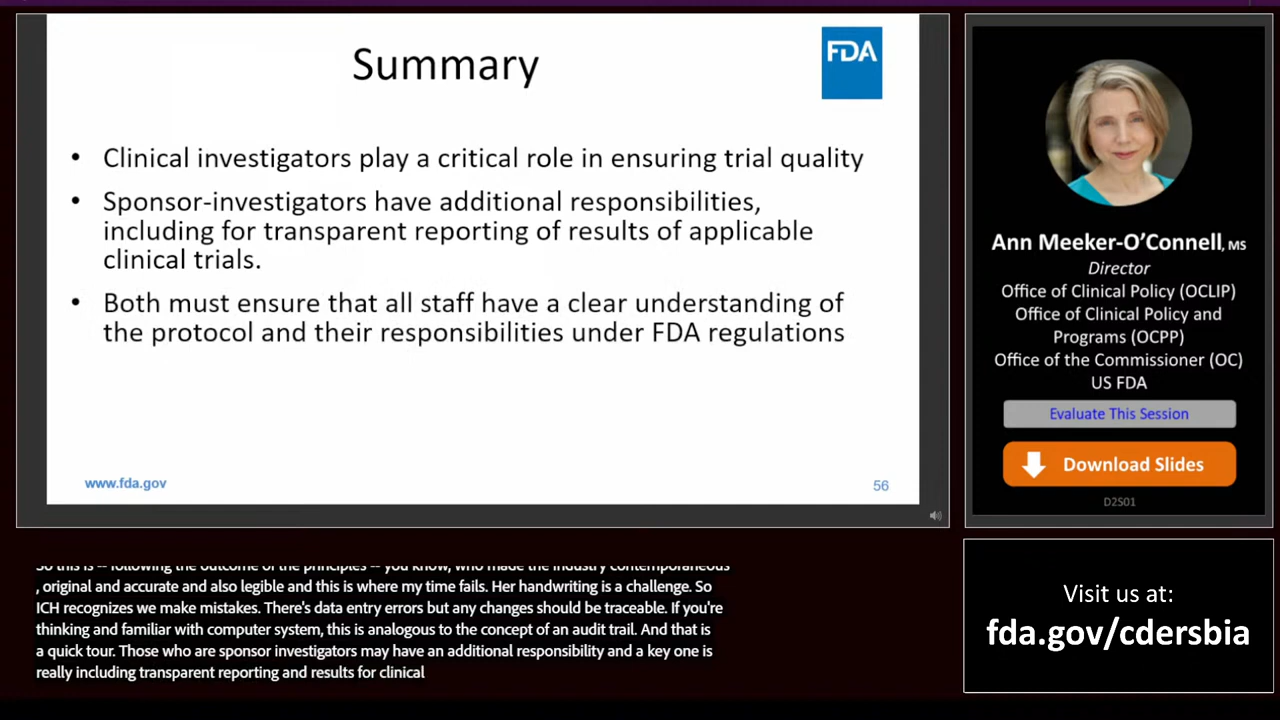 Summary
FDA
• Clinical investigators play a critical role in ensuring trial quality
• Sponsor-investigators have additional responsibilities,
including for transparent reporting of results of applicable
clinical trials.
• Both must ensure that all staff have a clear understanding of
the protocol and their responsibilities under FDA regulations
www.fda.gov
56
Ann Meeker-O’Connell, MS
Director
Office of Clinical Policy (OCLIP)
Office of Clinical Policy and
Programs (OCPP)
Office of the Commissioner (OC)
US FDA
Evaluate This Session
Download Slides
D2S01
So this is -- following the outcome of the principles -- you know, who made the industry contemporaneous
, original and accurate and also legible and this is where my time fails. Her handwriting is a challenge. So
ICH recognizes we make mistakes. There's data entry errors but any changes should be traceable. If you're
thinking and familiar with computer system, this is analogous to the concept of an audit trail. And that is
a quick tour. Those who are sponsor investigators may have an additional responsibility and a key one is
really including transparent reporting and results for clinical
Visit us at:
fda.gov/cdersbia